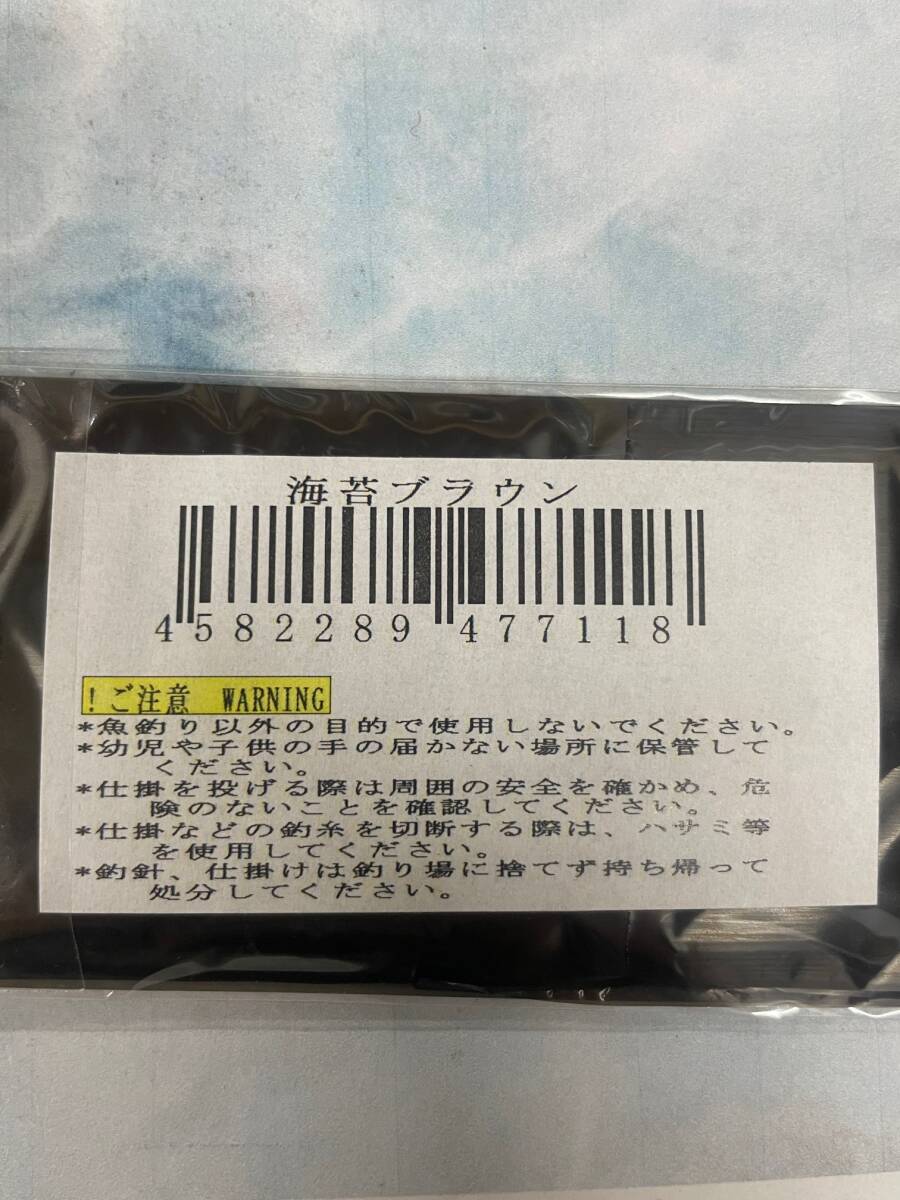 海苔ブラウン
4582289 477118
！ご注意 WARNING
*魚釣り以外の目的で使用しないでください。
*幼児や子供の手の届かない場所に保管して
ください。
*仕掛を投げる際は周囲の安全を確かめ、危
険のないことを確認してください。
*仕掛などの釣糸を切断する際は、ハサミ等
を使用してください。
*釣針、仕掛けは釣り場に捨てず持ち帰って
処分してください。